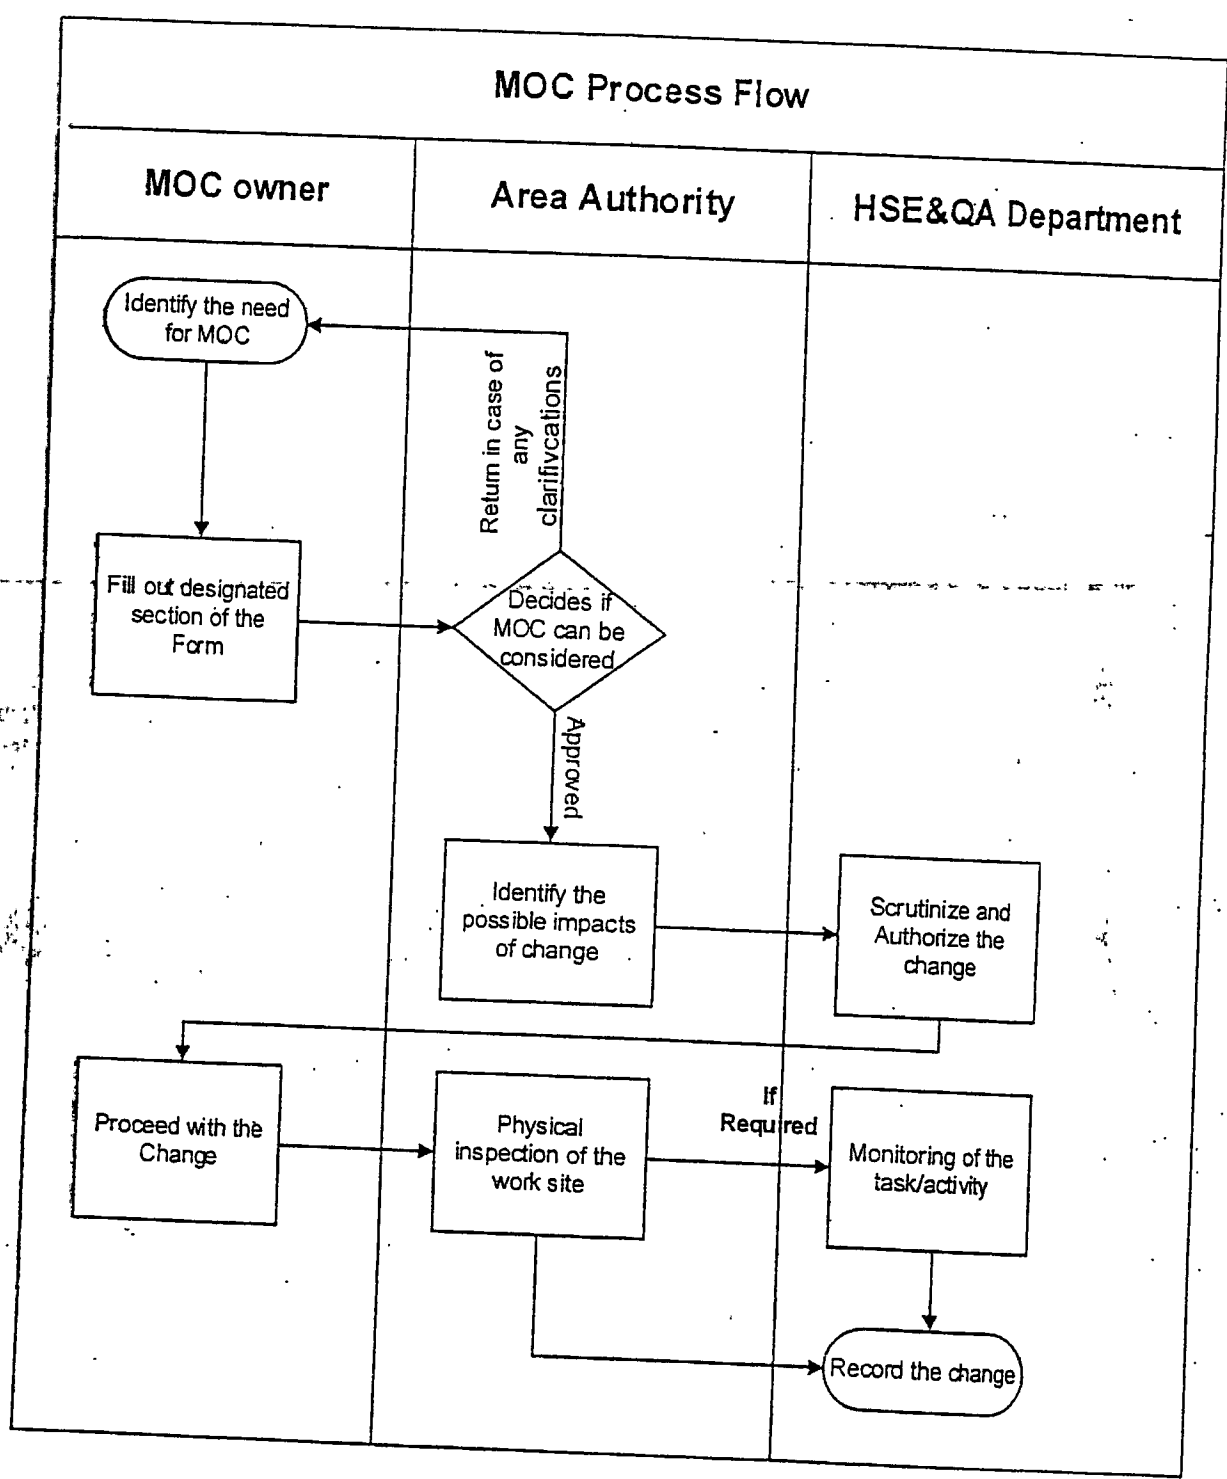 MOC Process Flow
MOC owner
Area Authority
HSE&QA Department
Identify the need
for MOC
Return in case of
any
clarifivcations
Fill out designated
section of the
Form
Decides if
MOC can be
considered
Approved
Identify the
possible impacts
of change
Scrutinize and
Authorize the
change
Proceed with the
Change
Physical
inspection of the
work site
If
Required
Monitoring of the
task/activity
Record the change